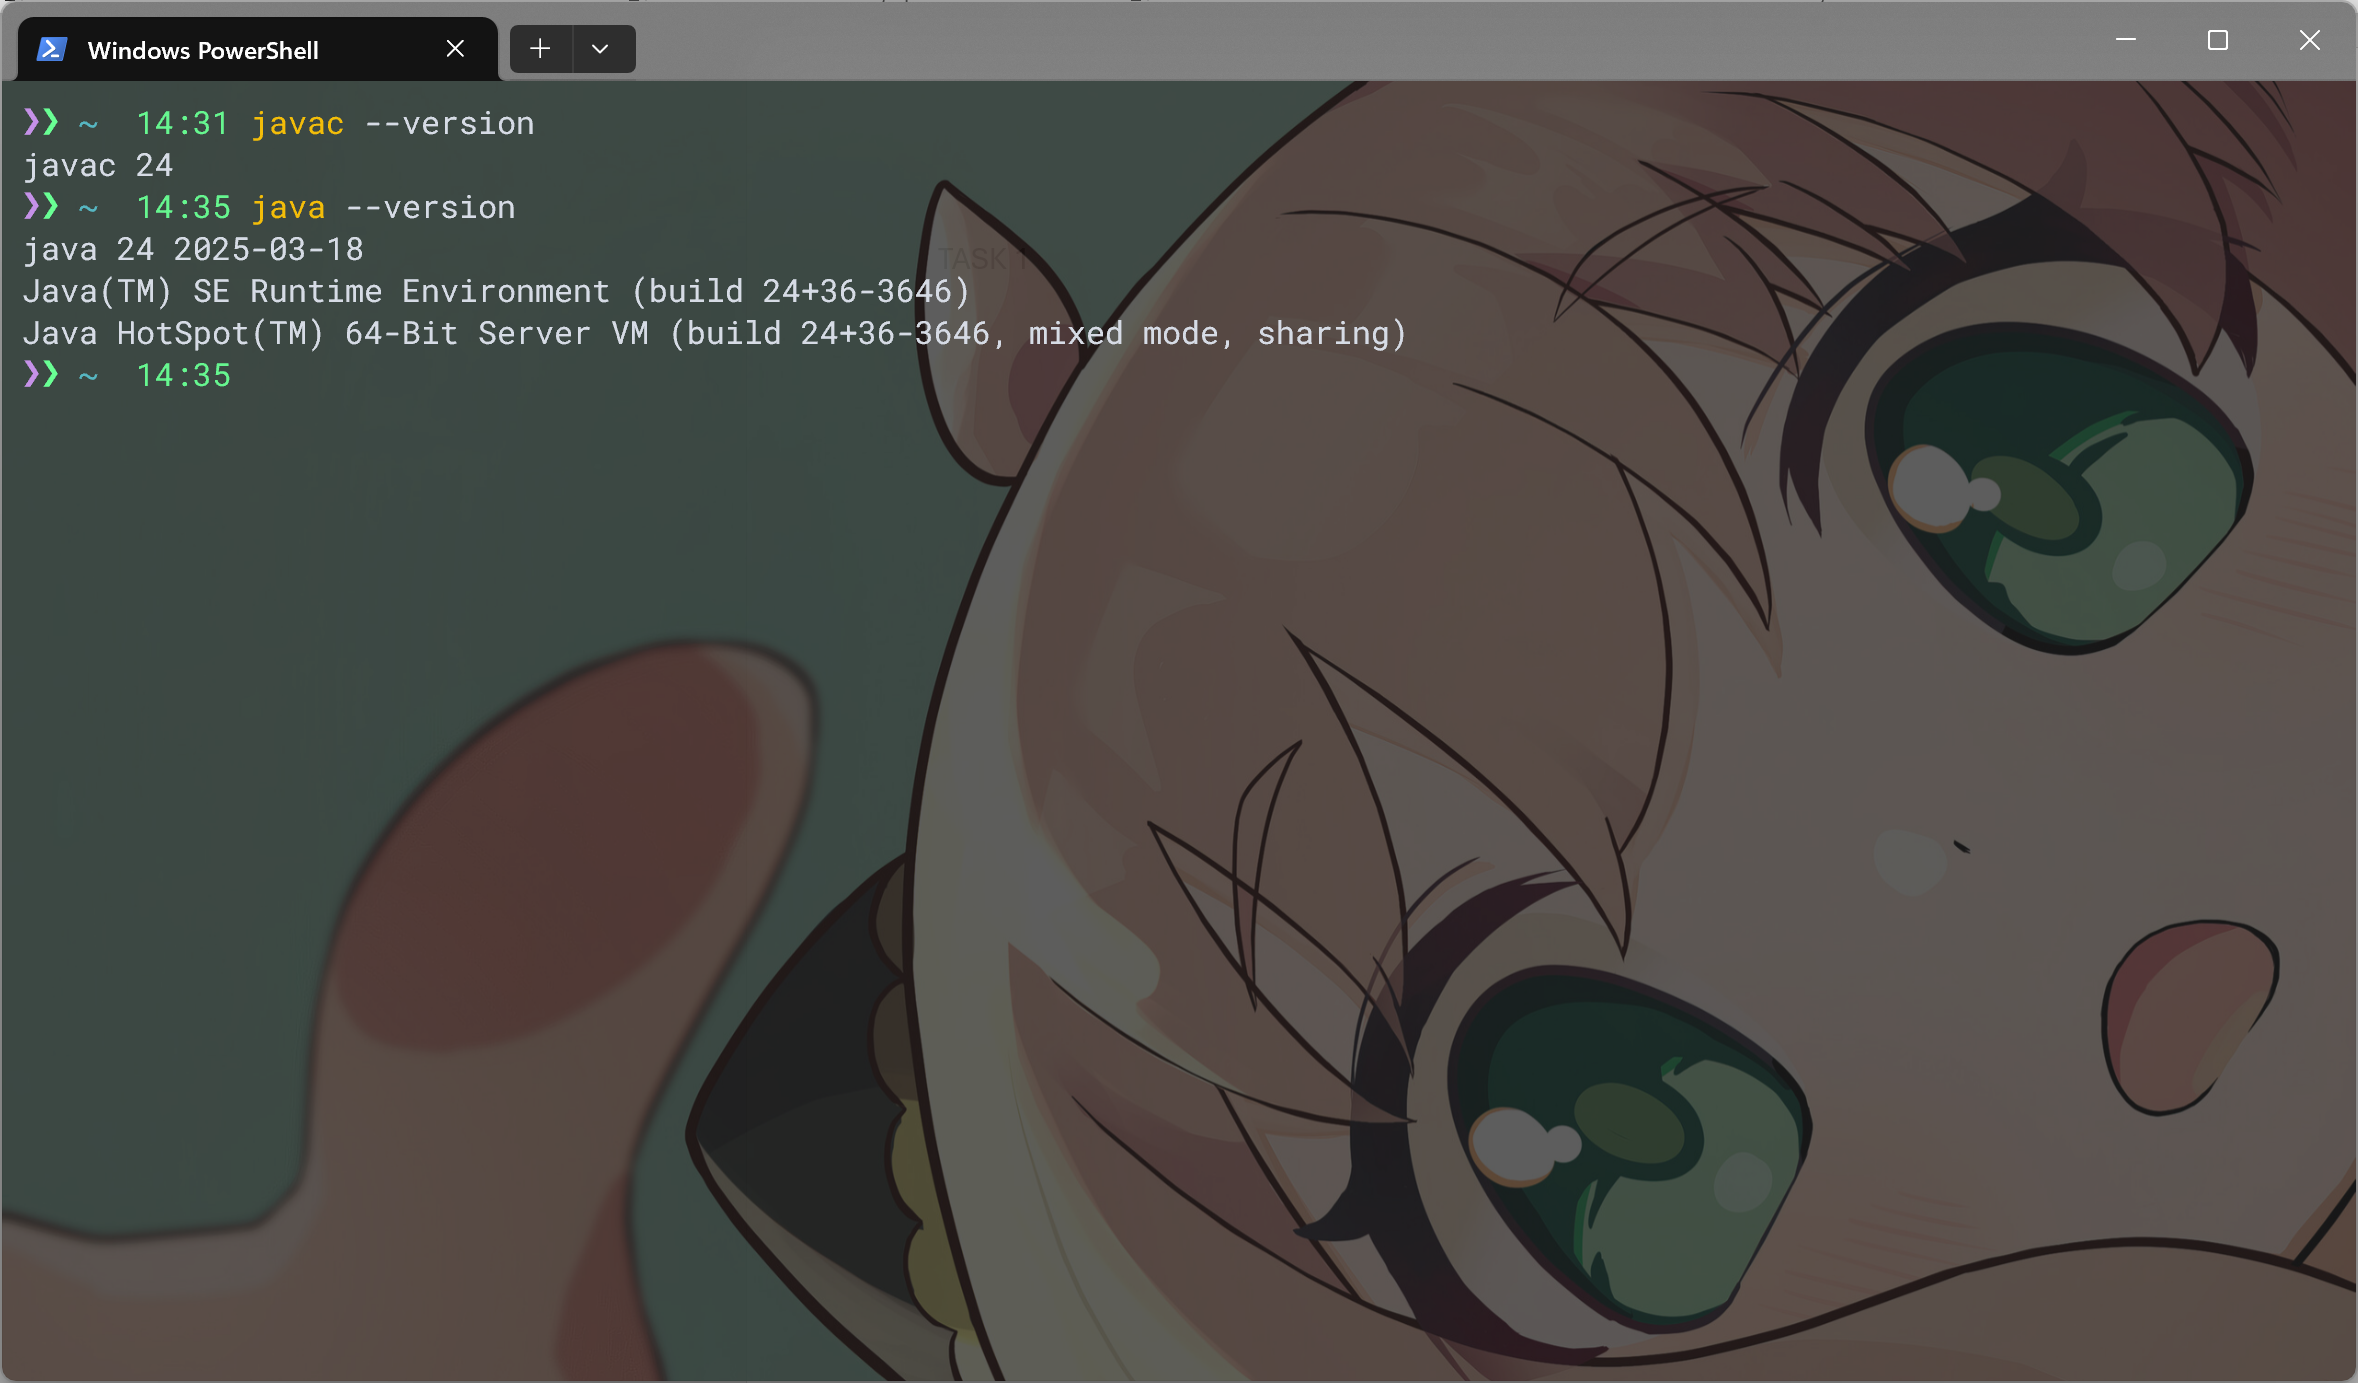 Windows PowerShell
❯❯ ~  14:31 javac --version
javac 24
❯❯ ~  14:35 java --version
java 24 2025-03-18
TASK
Java(TM) SE Runtime Environment (build 24+36-3646)
Java HotSpot(TM) 64-Bit Server VM (build 24+36-3646, mixed mode, sharing)
❯❯ ~  14:35